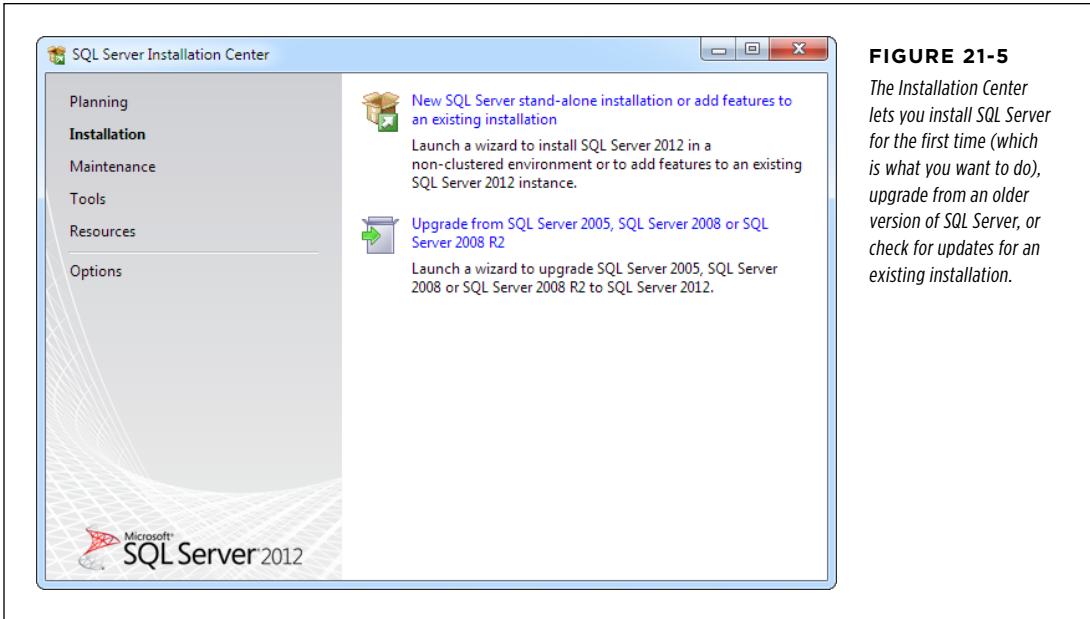 SQL Server Installation Center
Planning
Installation
Maintenance
Tools
Resources
Options
Microsoft®
SQL Server® 2012
New SQL Server stand-alone installation or add features to
an existing installation
Launch a wizard to install SQL Server 2012 in a
non-clustered environment or to add features to an existing
SQL Server 2012 instance.
Upgrade from SQL Server 2005, SQL Server 2008 or SQL
Server 2008 R2
Launch a wizard to upgrade SQL Server 2005, SQL Server
2008 or SQL Server 2008 R2 to SQL Server 2012.
FIGURE 21-5
The Installation Center
lets you install SQL Server
for the first time (which
is what you want to do),
upgrade from an older
version of SQL Server, or
check for updates for an
existing installation.